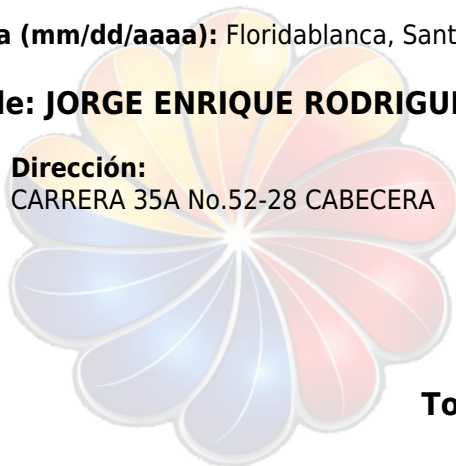 a (mm/dd/aaaa): Floridablanca, Sant
le: JORGE ENRIQUE RODRIGU
Dirección:
CARRERA 35A No.52-28 CABECERA
To